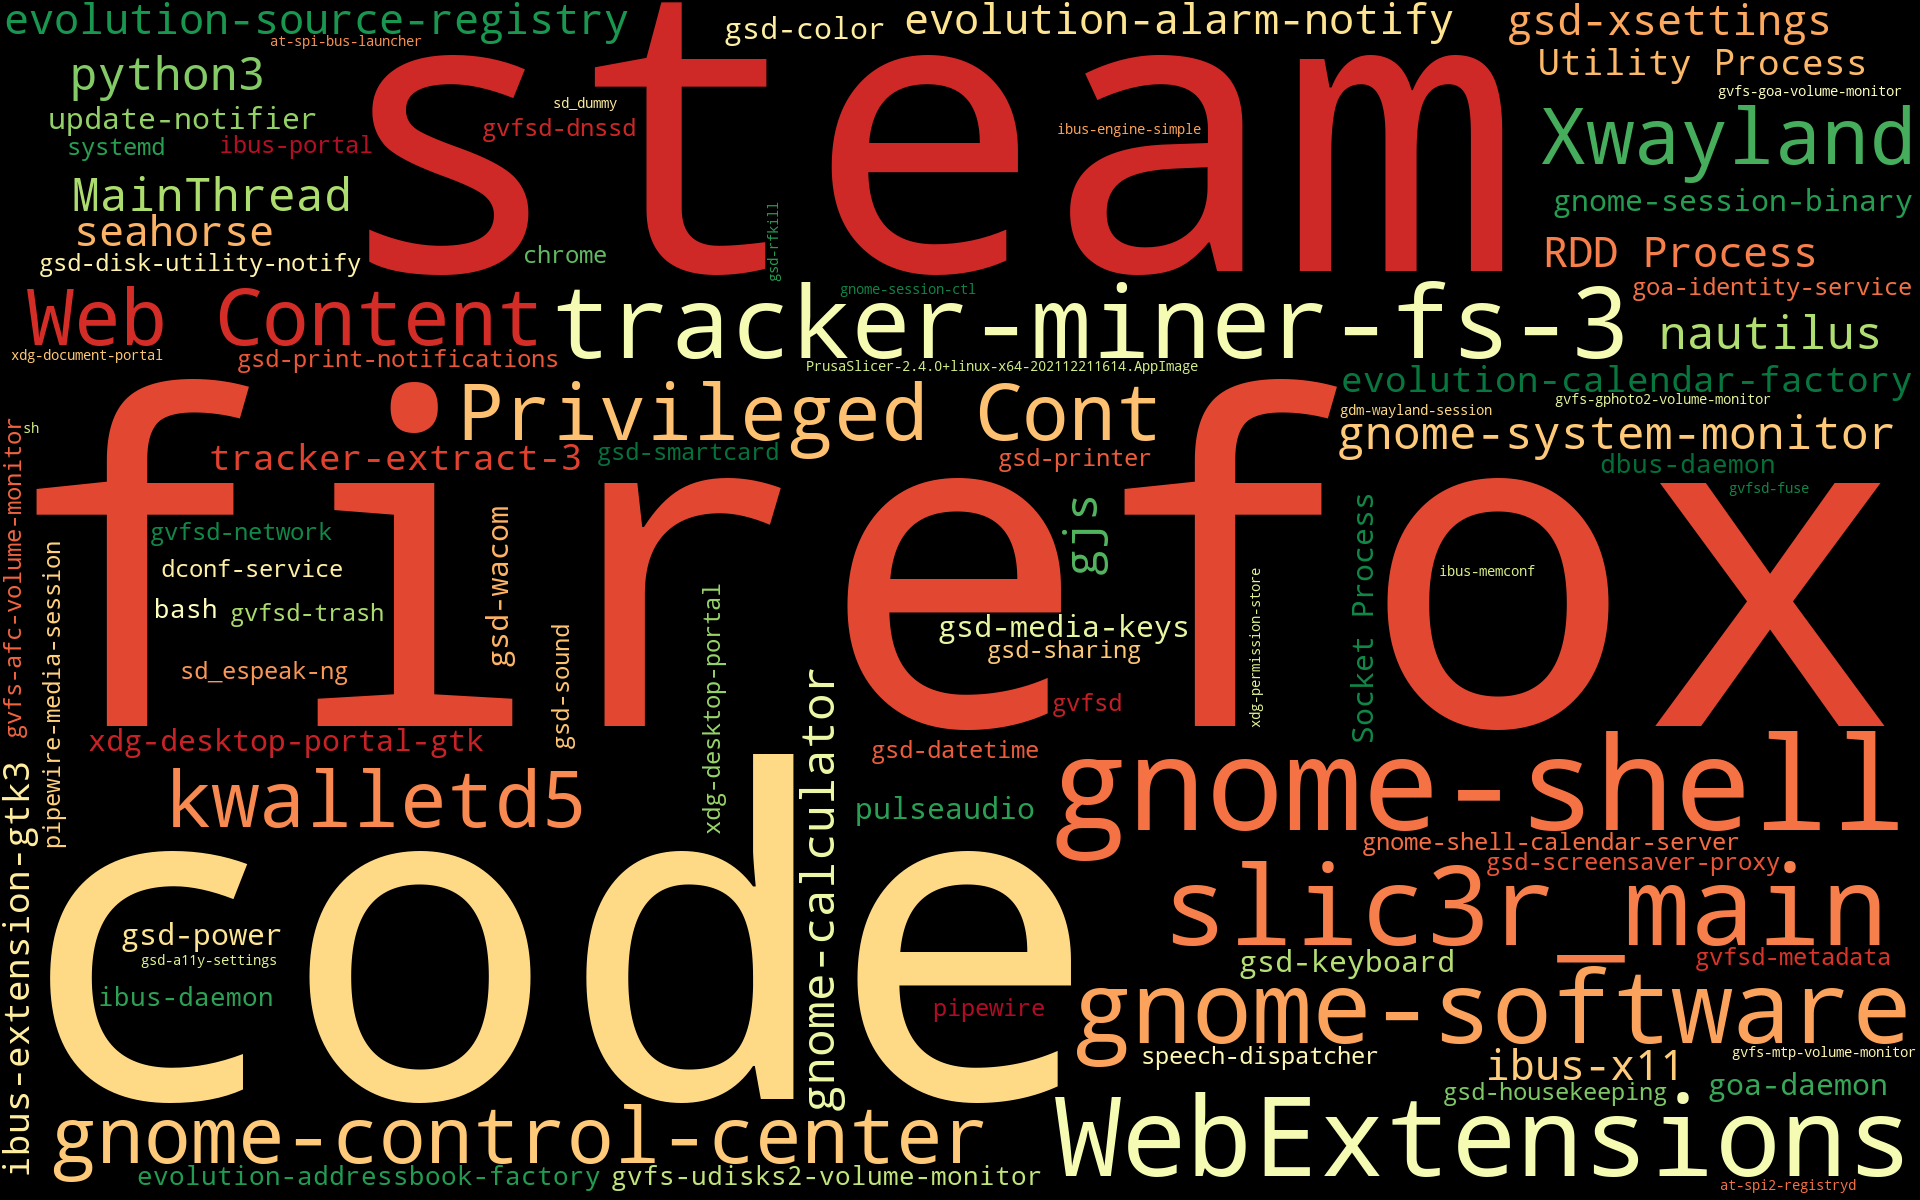 evolution-source-registry
gsd-color
evolution-alarm-notify
gsd-xsettings
at-spi-bus-launcher
steam
python3
Utility Process
gvfs-goa-volume-monitor
sd_dummy
update-notifier
gvfsd-dnssd
ibus-engine-simple
Xwayland
systemd
ibus-portal
MainThread
gnome-session-binary
seahorse
gsd-rfkill
chrome
RDD Process
gsd-disk-utility-notify
goa-identity-service
gnome-session-ctl
Web Content
tracker-miner-fs-3
nautilus
xdg-document-portal
gsd-print-notifications
PrusaSlicer-2.4.0+linux-x64-202112211614.AppImage
evolution-calendar-factory
gvfs-gphoto2-volume-monitor
gdm-wayland-session
Privileged Cont
sh
gnome-system-monitor
tracker-extract-3
gsd-smartcard
gsd-printer
dbus-daemon
gvfsd-fuse
firefox
gvfs-afc-volume-monitor
gvfsd-network
gsd-wacom
gjs
Socket Process
dconf-service
ibus-memconf
bash
gvfsd-trash
pipewire-media-session
xdg-desktop-portal
xdg-permission-store
gsd-media-keys
gsd-sharing
sd_espeak-ng
gsd-sound
gvfsd
xdg-desktop-portal-gtk
gsd-datetime
gnome-shell
kwalletd5
pulseaudio
gnome-calculator
gnome-shell-calendar-server
gsd-screensaver-proxy
ibus-extension-gtk3
code
slic3r_main
gsd-power
gsd-a11y-settings
gsd-keyboard
gvfsd-metadata
ibus-daemon
pipewire
gnome-software
speech-dispatcher
ibus-x11
gvfs-mtp-volume-monitor
gsd-housekeeping
goa-daemon
gnome-control-center
WebExtensions
evolution-addressbook-factory
gvfs-udisks2-volume-monitor
at-spi2-registryd